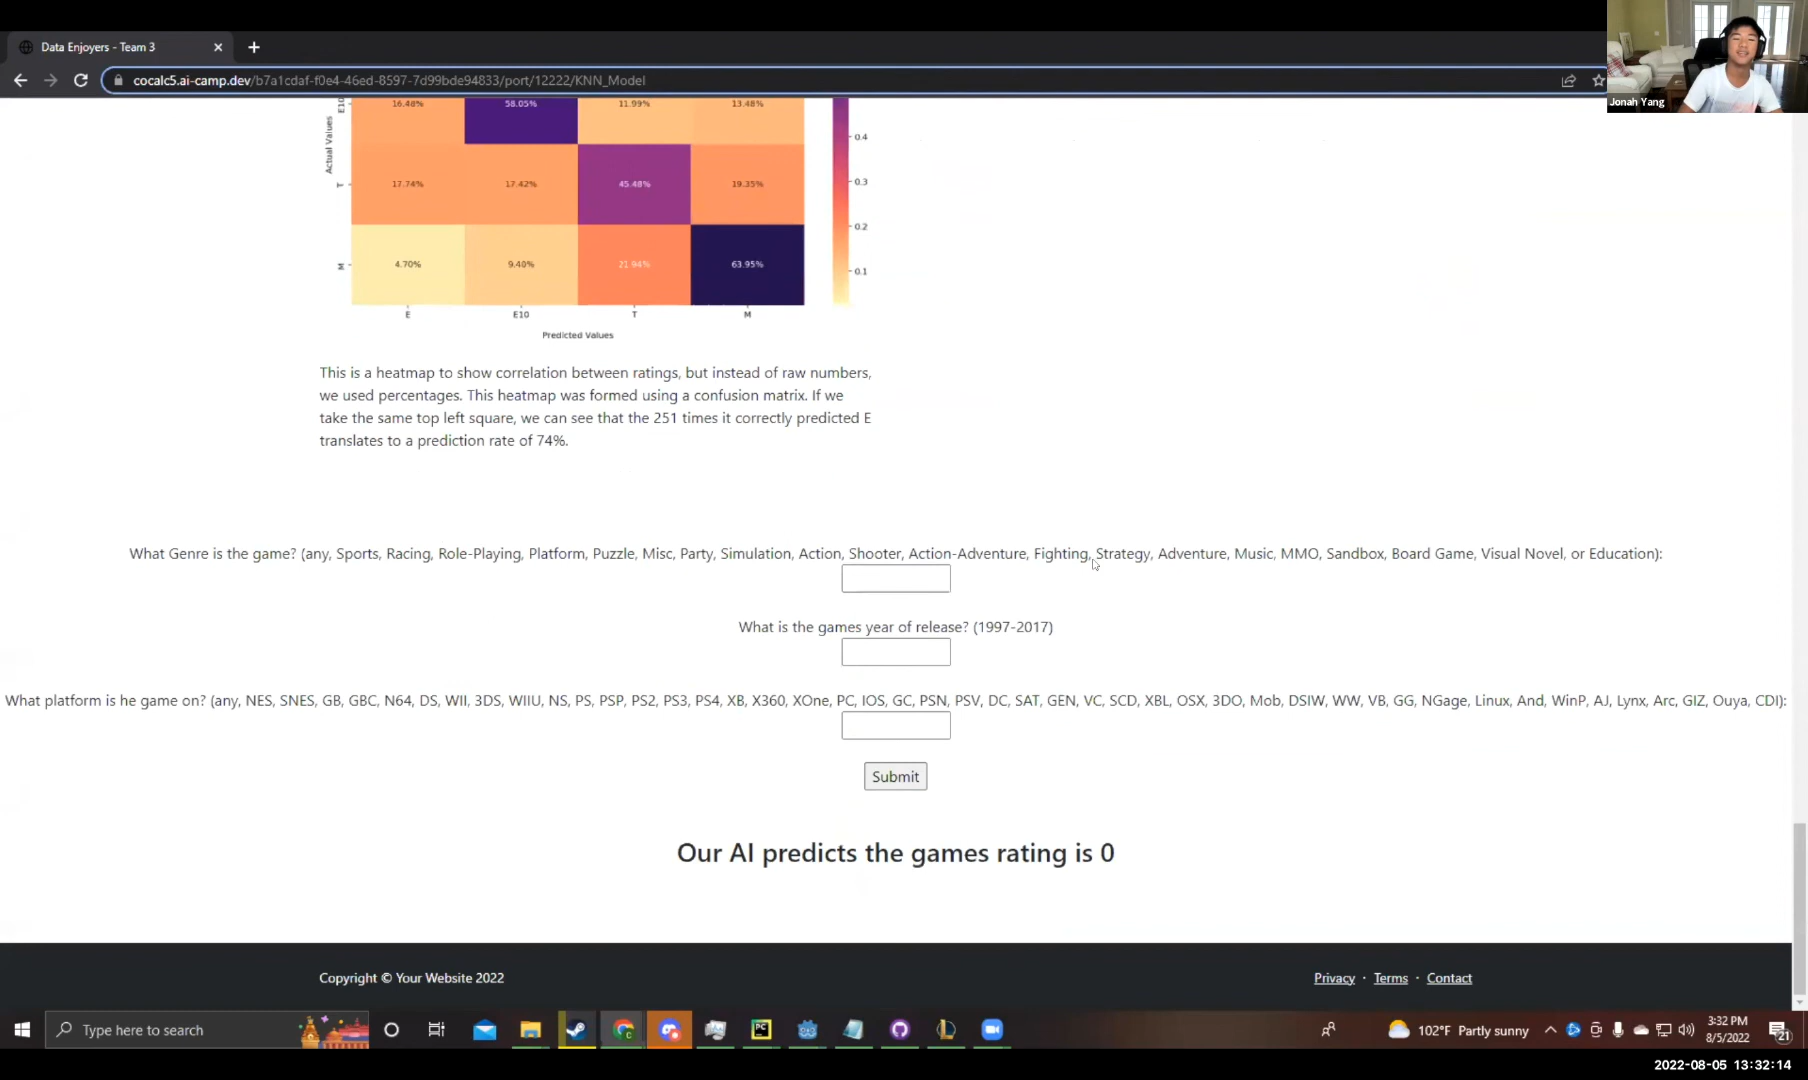 Data Enjoyers - Team 3
cocalc5.ai-camp.dev/b7a1cdaf-f0e4-46ed-8597-7d99bde94833/port/12222/KNN_Model
Jonah Yang
Actual Values
E10
16.48%
58.05%
11.99%
13.48%
T
17.74%
17.42%
45.48%
19.35%
M
4.70%
9.40%
21.94%
63.95%
0.4
0.3
0.2
0.1
E
E10
T
M
Predicted Values
This is a heatmap to show correlation between ratings, but instead of raw numbers,
we used percentages. This heatmap was formed using a confusion matrix. If we
take the same top left square, we can see that the 251 times it correctly predicted E
translates to a prediction rate of 74%.
What Genre is the game? (any, Sports, Racing, Role-Playing, Platform, Puzzle, Misc, Party, Simulation, Action, Shooter, Action-Adventure, Fighting, Strategy, Adventure, Music, MMO, Sandbox, Board Game, Visual Novel, or Education):
What is the games year of release? (1997-2017)
What platform is he game on? (any, NES, SNES, GB, GBC, N64, DS, WII, 3DS, WIIU, NS, PS, PSP, PS2, PS3, PS4, XB, X360, XOne, PC, IOS, GC, PSN, PSV, DC, SAT, GEN, VC, SCD, XBL, OSX, 3DO, Mob, DSIW, WW, VB, GG, NGage, Linux, And, WinP, AJ, Lynx, Arc, GIZ, Ouya, CDI):
Submit
Our AI predicts the games rating is 0
Copyright © Your Website 2022
Privacy · Terms · Contact
Type here to search
PC
102°F Partly sunny
3:32 PM
8/5/2022
21
2022-08-05 13:32:14